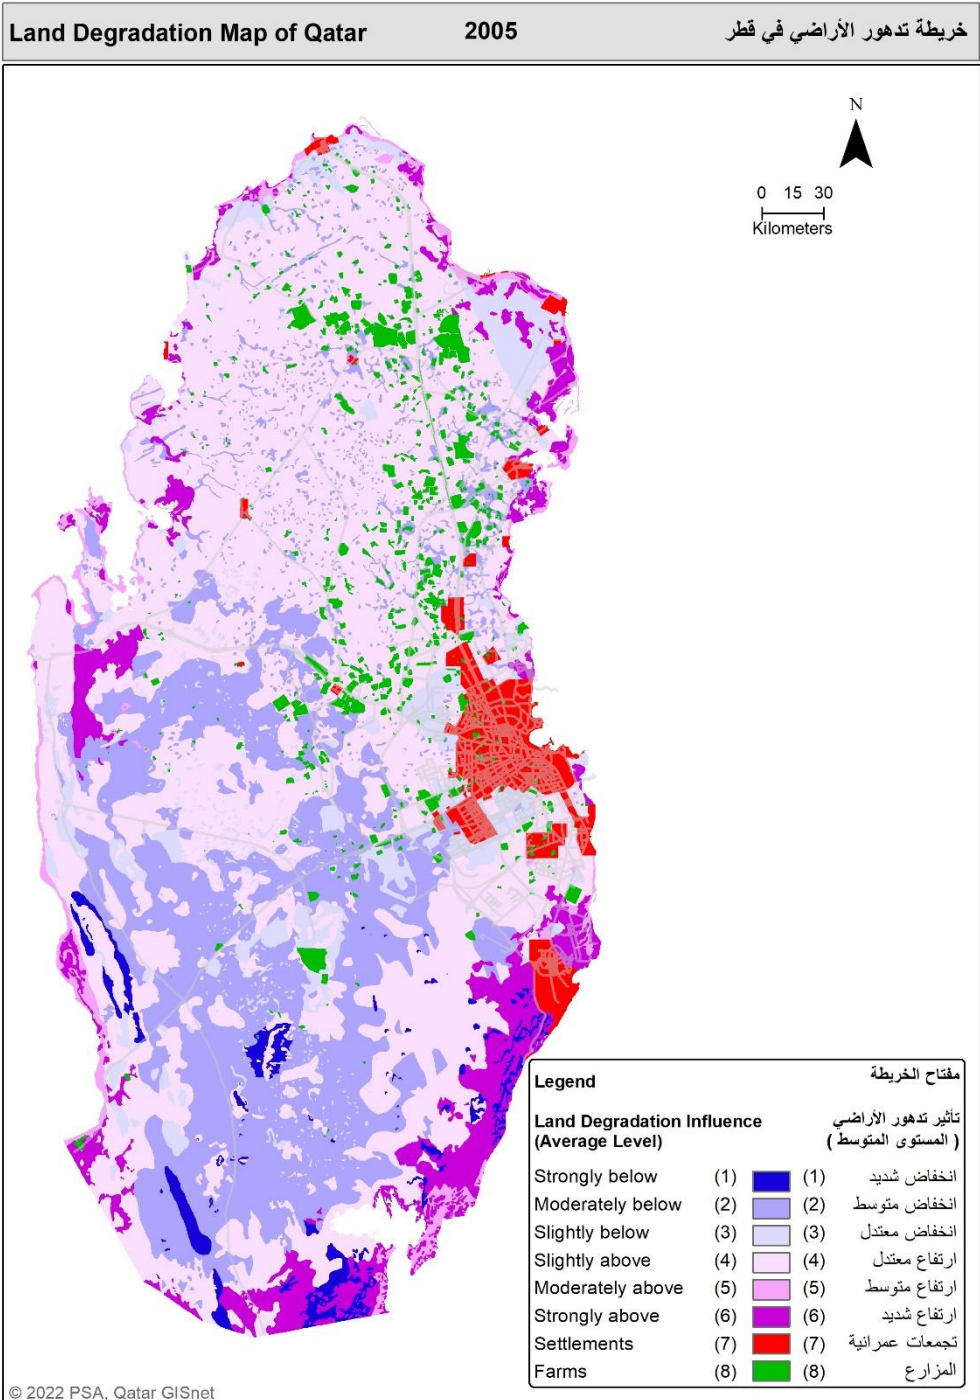 Land Degradation Map of Qatar 2005 خريطة تدهور الأراضي في قطر
N
0 15 30
Kilometers
Legend مفتاح الخريطة
Land Degradation Influence تأثير تدهور الأراضي
(Average Level) ( المستوى المتوسط )
Strongly below (1) (1) انخفاض شديد
Moderately below (2) (2) انخفاض متوسط
Slightly below (3) (3) انخفاض معتدل
Slightly above (4) (4) ارتفاع معتدل
Moderately above (5) (5) ارتفاع متوسط
Strongly above (6) (6) ارتفاع شديد
Settlements (7) (7) تجمعات عمرانية
Farms (8) (8) المزارع
© 2022 PSA, Qatar GISnet